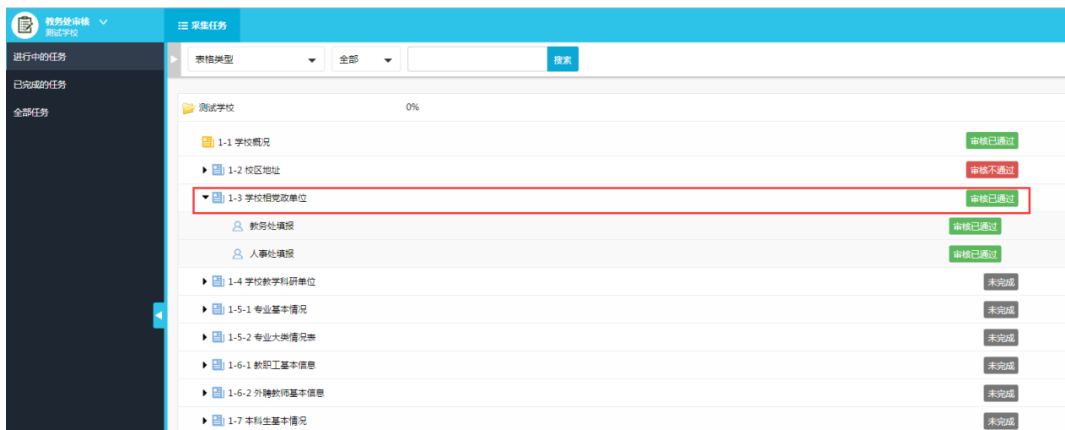 教务处审核
测试学校
采集任务
进行中的任务
已完成的任务
全部任务
表格类型 全部 搜索
测试学校 0%
1-1 学校概况 审核已通过
1-2 校区地址 审核不通过
1-3 学校相党政单位 审核已通过
教务处填报 审核已通过
人事处填报 审核已通过
1-4 学校教学科研单位 未完成
1-5-1 专业基本情况 未完成
1-5-2 专业大类情况表 未完成
1-6-1 教职工基本信息 未完成
1-6-2 外聘教师基本信息 未完成
1-7 本科生基本情况 未完成